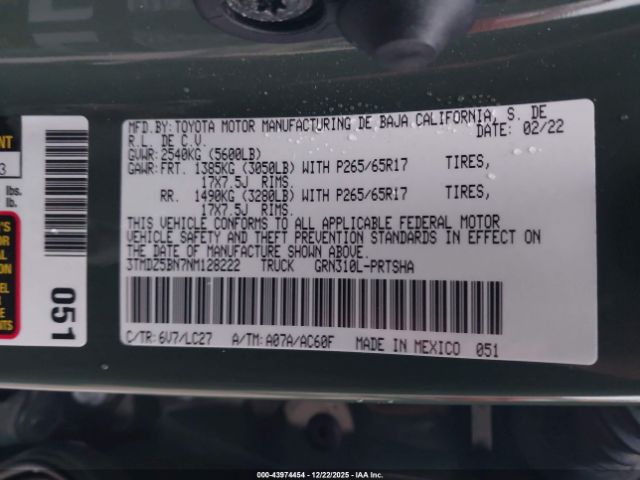 MFD.BY: TOYOTA MOTOR MANUFACTURING DE BAJA CALIFORNIA, S. DE
R.L. DE C.V. DATE: 02/22
GVWR: 2540KG (5600LB)
GAWR: FRT. 1385KG (3050LB) WITH P265/65R17 TIRES,
17X7.5J RIMS.
RR. 1490KG (3280LB) WITH P265/65R17 TIRES,
17X7.5J RIMS.
THIS VEHICLE CONFORMS TO ALL APPLICABLE FEDERAL MOTOR
VEHICLE SAFETY AND THEFT PREVENTION STANDARDS IN EFFECT ON
THE DATE OF MANUFACTURE SHOWN ABOVE.
3TMDZ5BN7NM128222 TRUCK GRN310L-PRTSHA
C/TR: 6V7/LC27 A/TM: A07A/AC60F MADE IN MEXICO 051
3
lbs.
lb.
051
000-43974454 - 12/22/2025 - IAA, Inc.